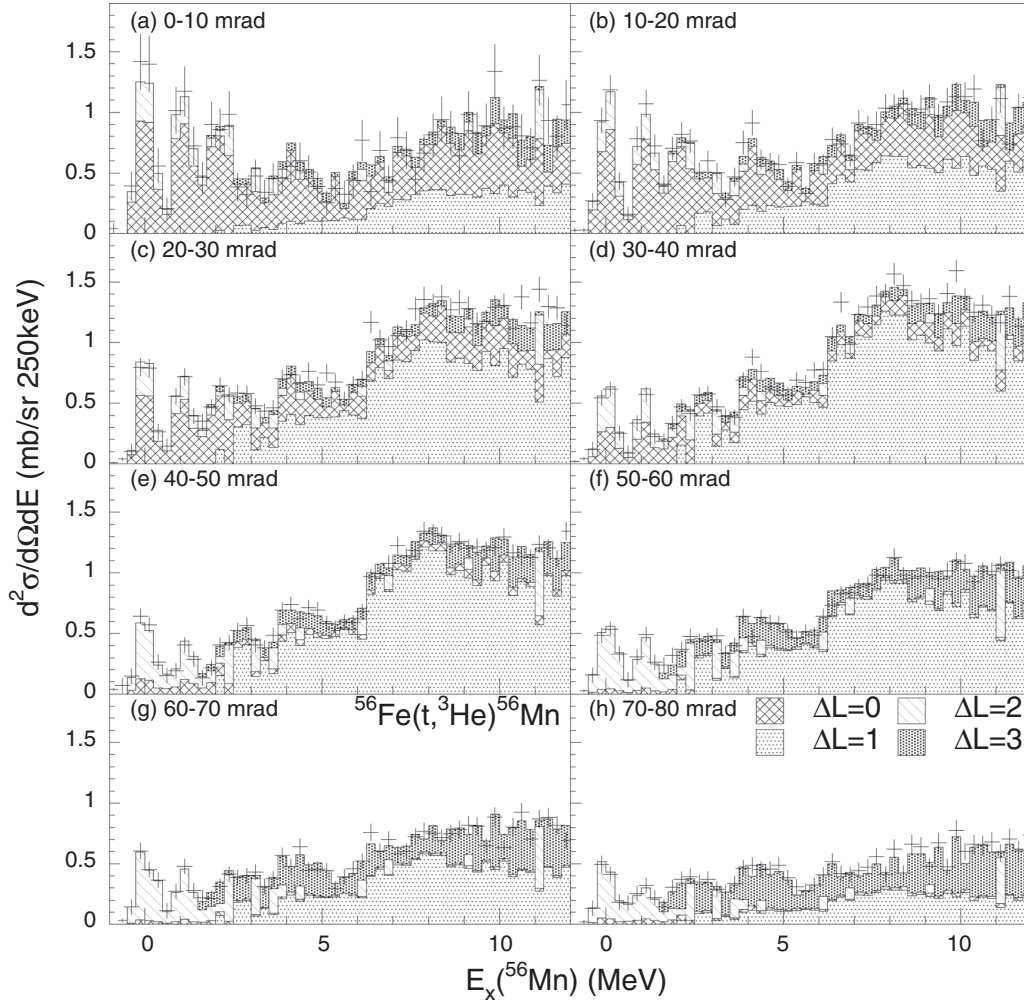 (a) 0-10 mrad
(b) 10-20 mrad
1.5
1
0.5
0
(c) 20-30 mrad
(d) 30-40 mrad
1.5
1
0.5
0
(e) 40-50 mrad
(f) 50-60 mrad
1.5
1
0.5
0
(g) 60-70 mrad
⁵⁶Fe(t,³He)⁵⁶Mn
(h) 70-80 mrad
ΔL=0
ΔL=2
ΔL=1
ΔL=3
1.5
1
0.5
0
0 5 10 0 5 10
d²σ/dΩdE (mb/sr 250keV)
Eₓ(⁵⁶Mn) (MeV)